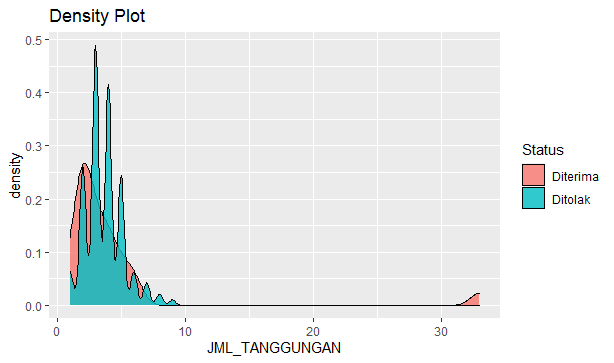 Density Plot
0.5
0.4
0.3
0.2
0.1
0.0
density
0 10 20 30
JML_TANGGUNGAN
Status
Diterima
Ditolak